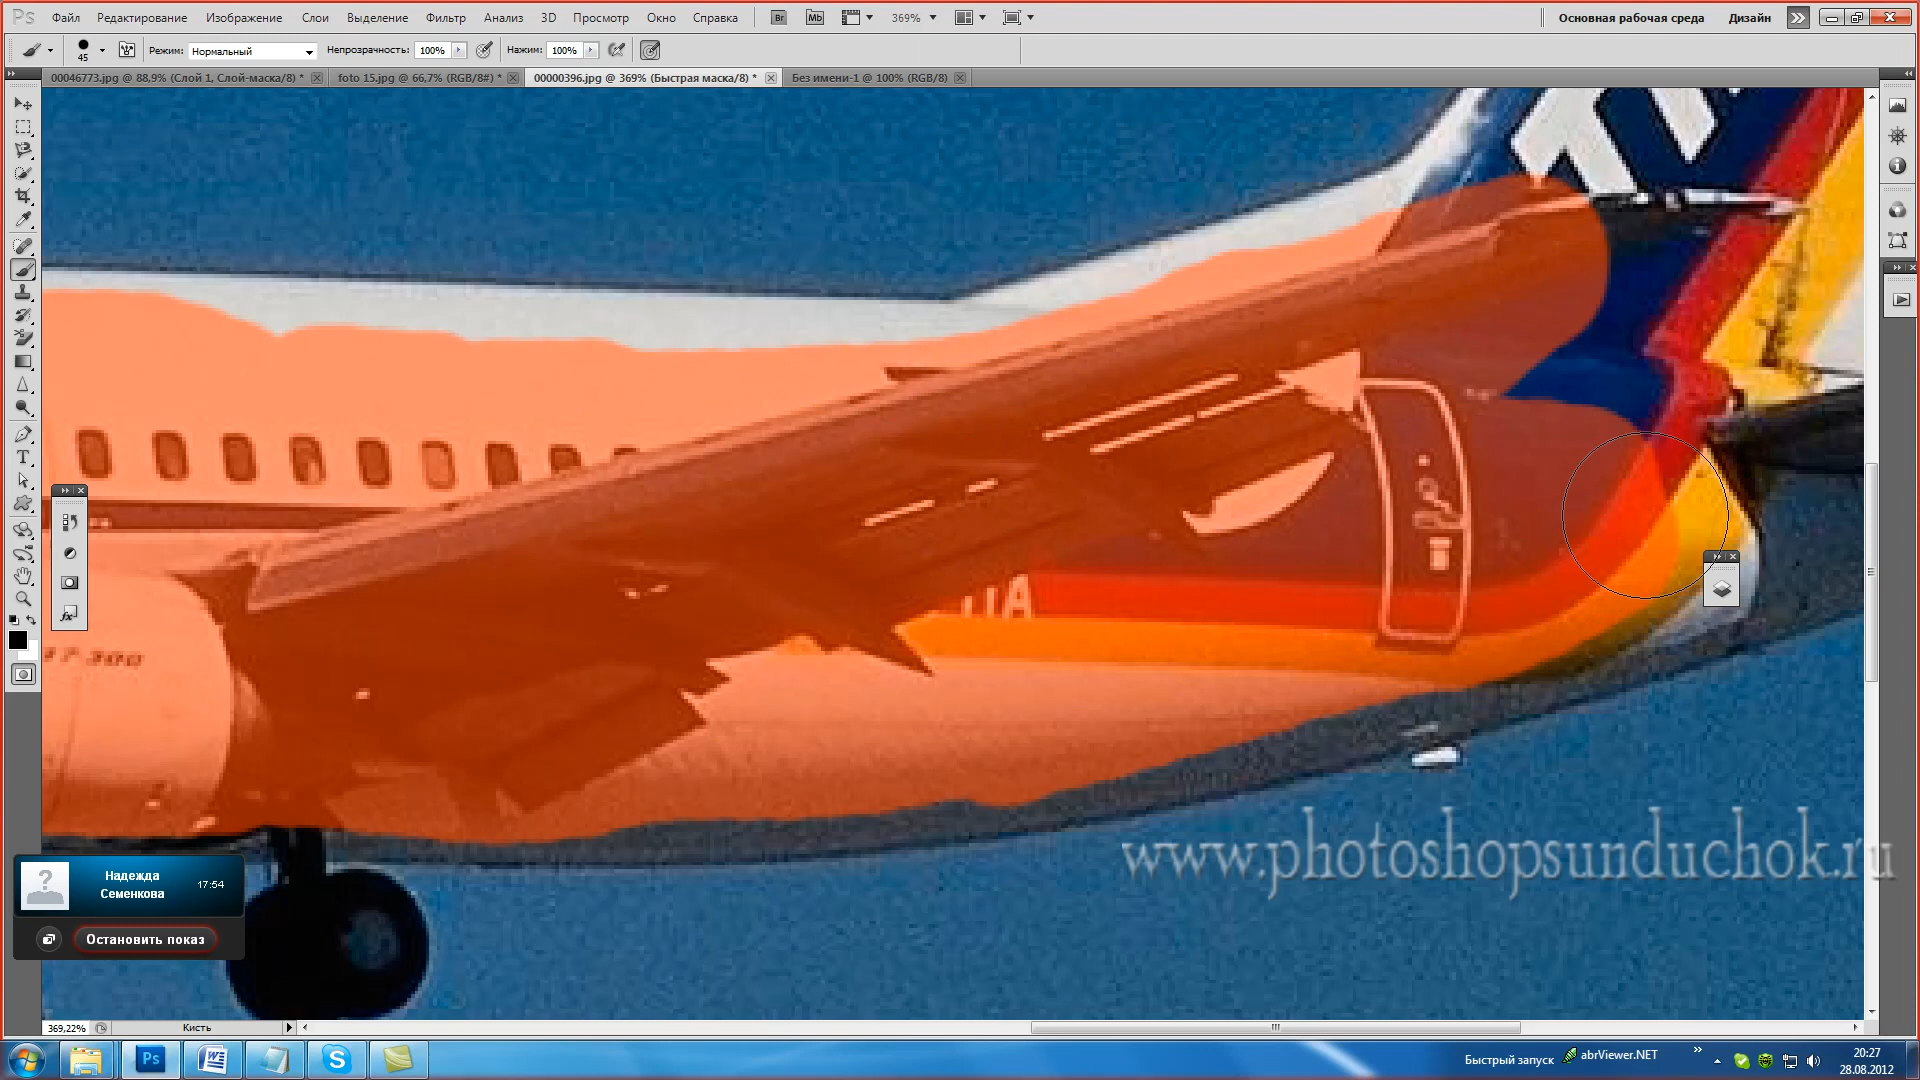 Ps Файл Редактирование Изображение Слои Выделение Фильтр Анализ 3D Просмотр Окно Справка Br Mb 369% Основная рабочая среда Дизайн
45 Режим: Нормальный Непрозрачность: 100% Нажим: 100%
00046773.jpg @ 88,9% (Слой 1, Слой-маска/8) * foto 15.jpg @ 66,7% (RGB/8#) * 00000396.jpg @ 369% (Быстрая маска/8) * Без имени-1 @ 100% (RGB/8)
www.photoshopsunduchok.ru
Надежда
Семенкова
17:54
Остановить показ
369,22% Кисть
Быстрый запуск abrViewer.NET
20:27
28.08.2012